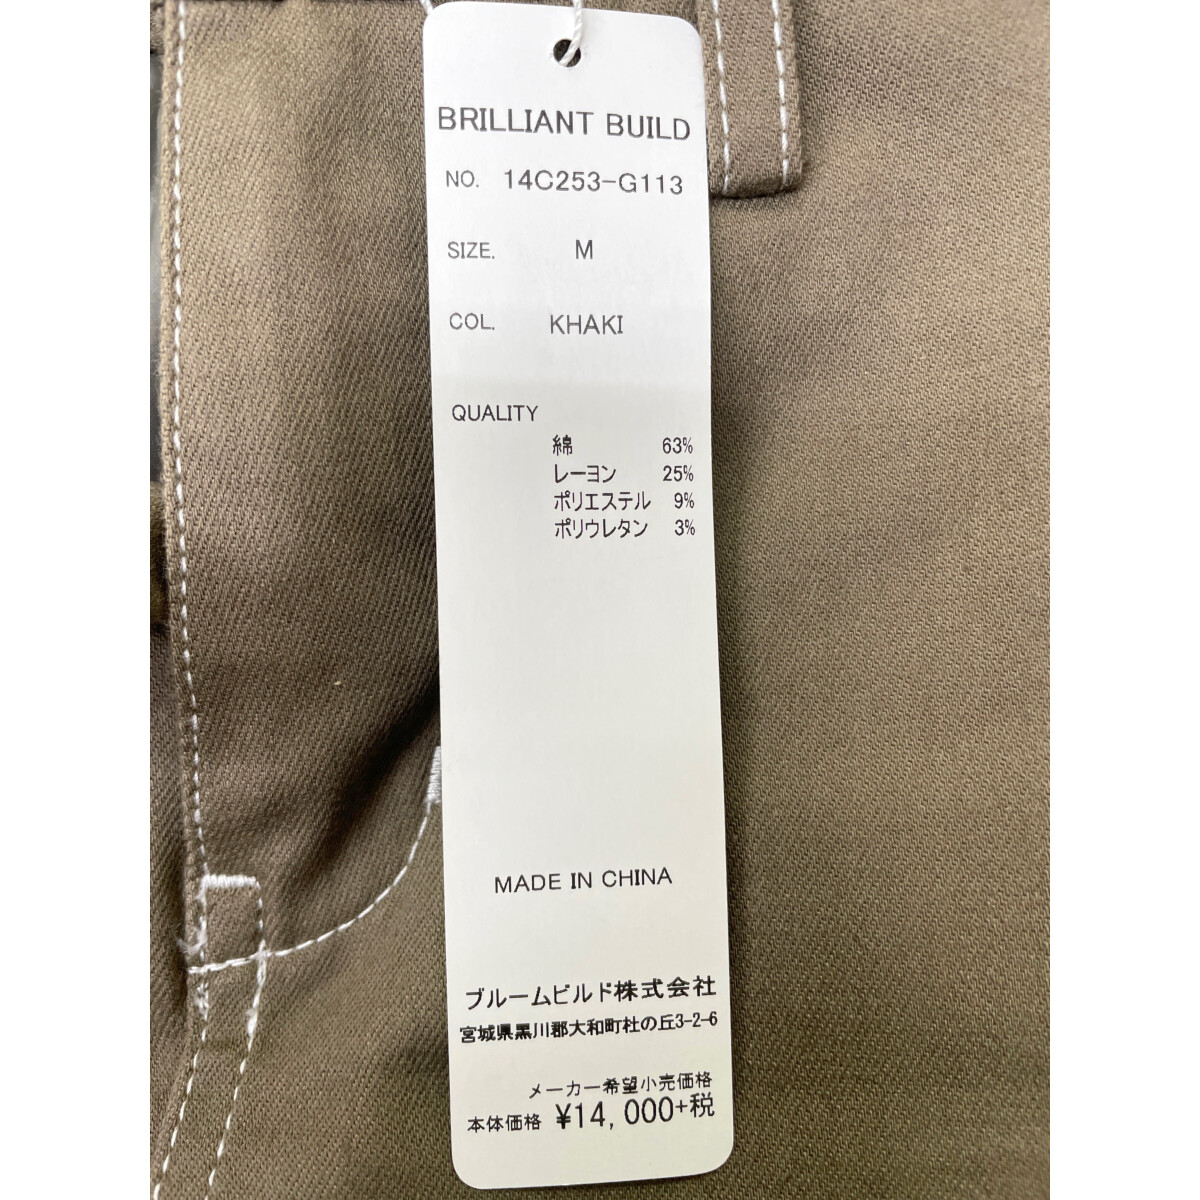 BRILLIANT BUILD
NO. 14C253-G113
SIZE. M
COL. KHAKI
QUALITY
綿 63%
レーヨン 25%
ポリエステル 9%
ポリウレタン 3%
MADE IN CHINA
ブルームビルド株式会社
宮城県黒川郡大和町杜の丘3-2-6
メーカー希望小売価格
本体価格 ¥14,000+税